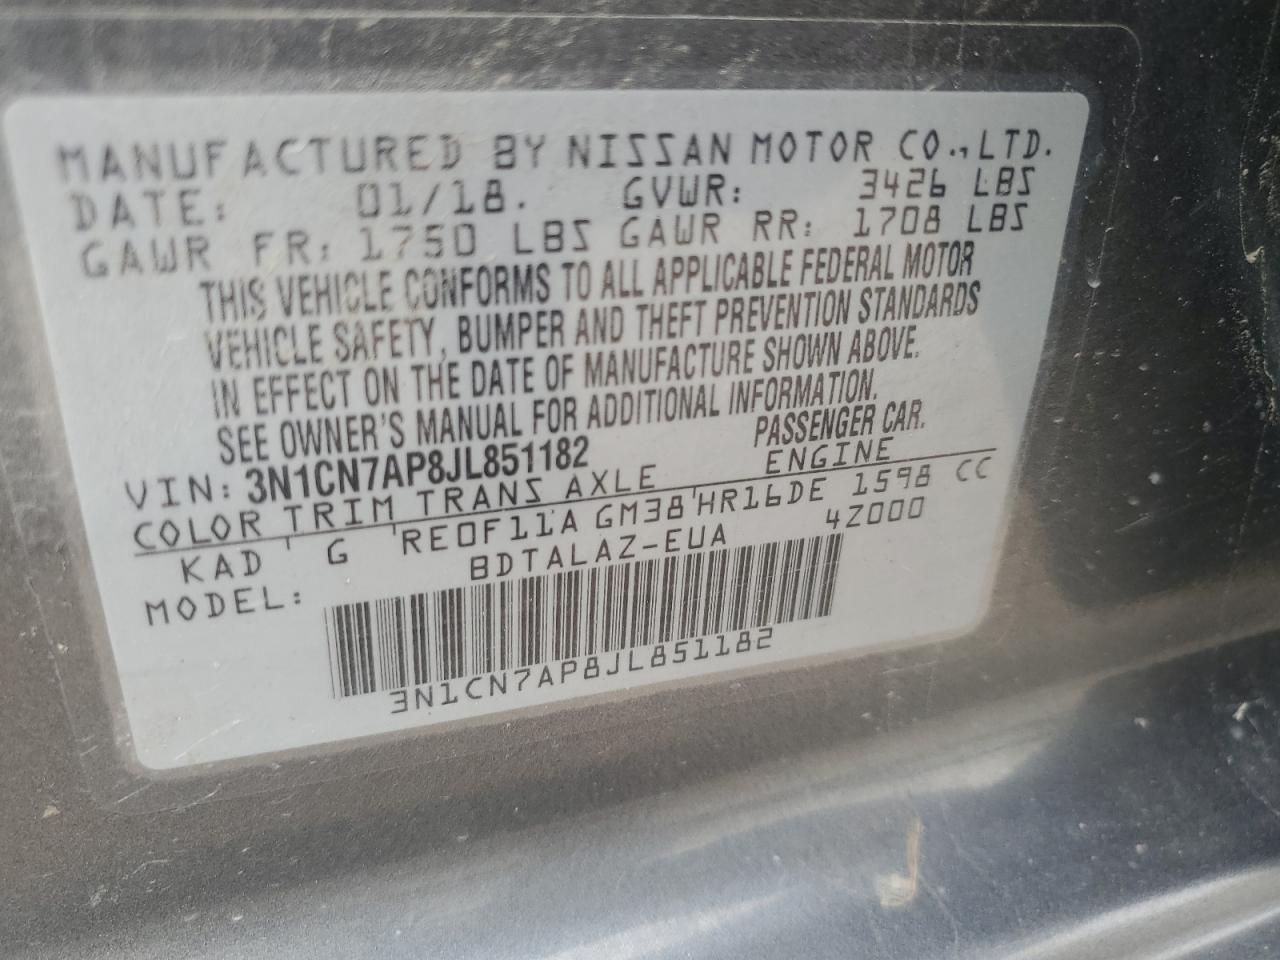 MANUFACTURED BY NISSAN MOTOR CO.,LTD.
DATE: 01/18. GVWR: 3426 LBS
GAWR FR: 1750 LBS GAWR RR: 1708 LBS
THIS VEHICLE CONFORMS TO ALL APPLICABLE FEDERAL MOTOR
VEHICLE SAFETY, BUMPER AND THEFT PREVENTION STANDARDS
IN EFFECT ON THE DATE OF MANUFACTURE SHOWN ABOVE.
SEE OWNER'S MANUAL FOR ADDITIONAL INFORMATION.
PASSENGER CAR.
VIN: 3N1CN7AP8JL851182
COLOR TRIM TRANS AXLE ENGINE
KAD G RE0F11A GM38 HR16DE 1598 CC
MODEL: BDTALAZ-EUA 4Z000
3N1CN7AP8JL851182